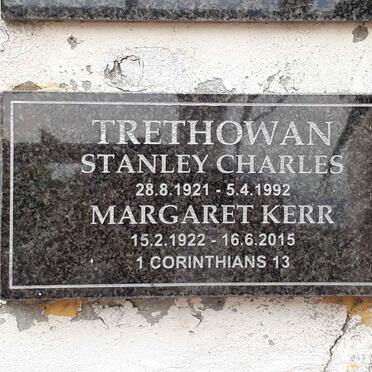 TRETHOWAN
STANLEY CHARLES
28.8.1921 - 5.4.1992
MARGARET KERR
15.2.1922 - 16.6.2015
1 CORINTHIANS 13